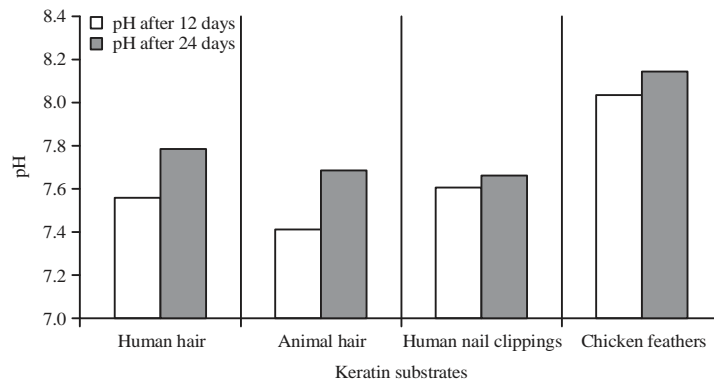 8.4
pH after 12 days
pH after 24 days
8.2
8.0
7.8
pH
7.6
7.4
7.2
7.0
Human hair
Animal hair
Human nail clippings
Chicken feathers
Keratin substrates